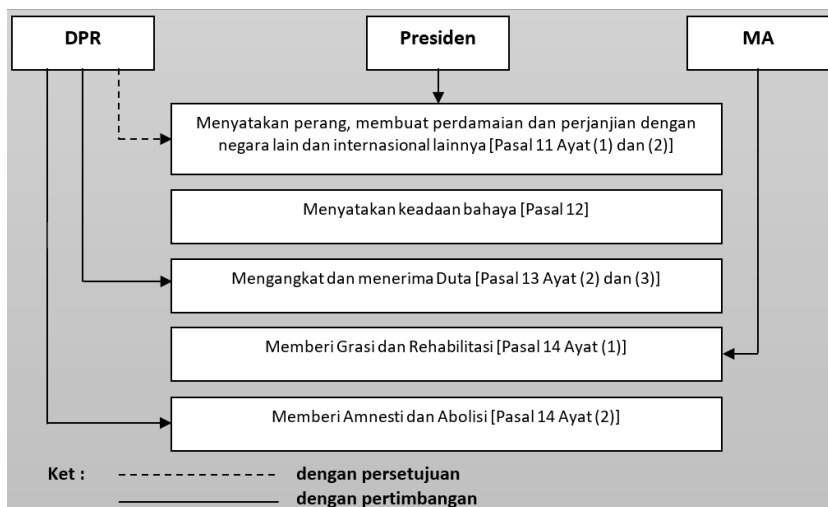 DPR
Presiden
MA
Menyatakan perang, membuat perdamaian dan perjanjian dengan
negara lain dan internasional lainnya [Pasal 11 Ayat (1) dan (2)]
Menyatakan keadaan bahaya [Pasal 12]
Mengangkat dan menerima Duta [Pasal 13 Ayat (2) dan (3)]
Memberi Grasi dan Rehabilitasi [Pasal 14 Ayat (1)]
Memberi Amnesti dan Abolisi [Pasal 14 Ayat (2)]
Ket : dengan persetujuan
dengan pertimbangan